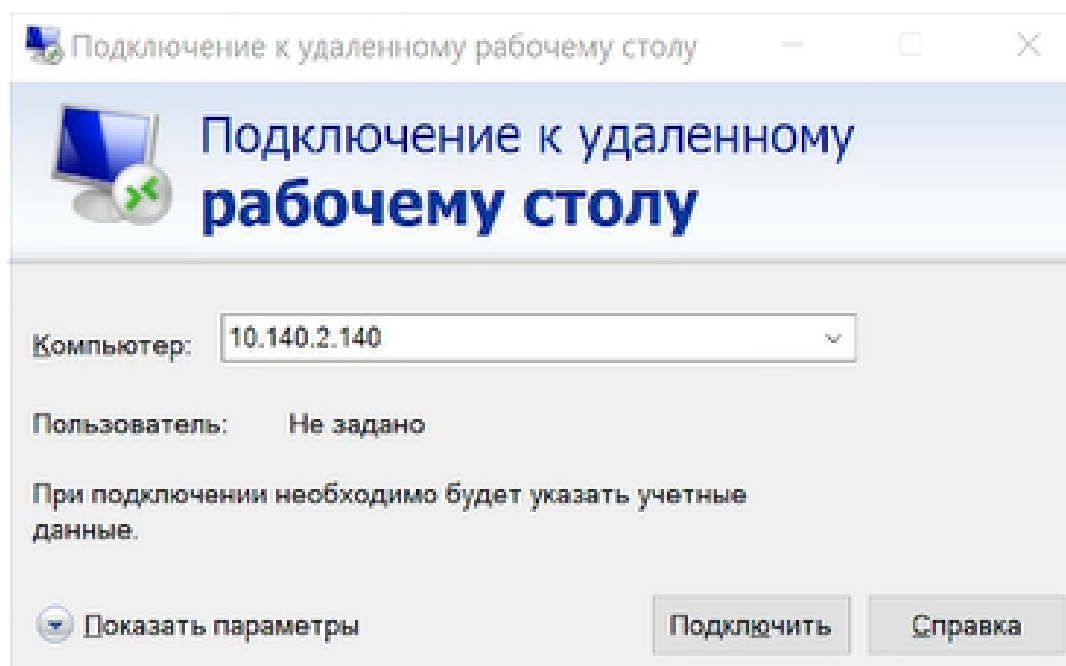 Подключение к удаленному рабочему столу
Подключение к удаленному
рабочему столу
Компьютер: 10.140.2.140
Пользователь: Не задано
При подключении необходимо будет указать учетные
данные.
Показать параметры Подключить Справка